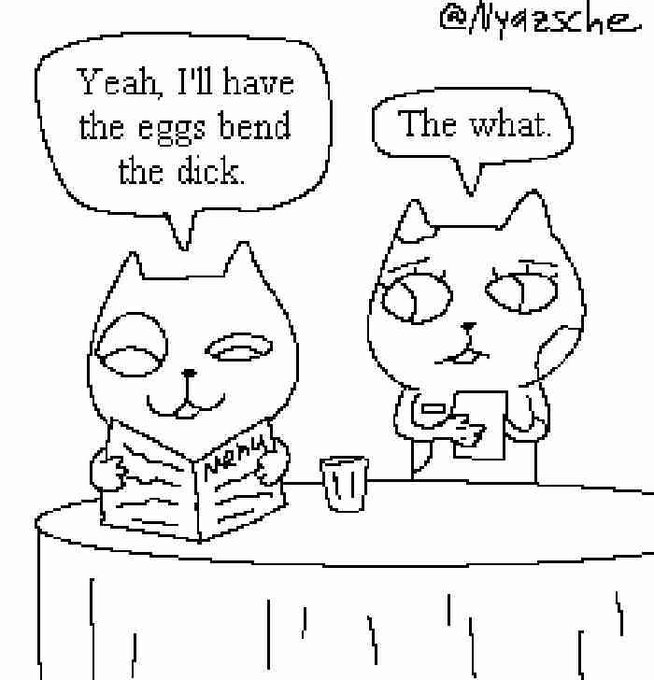 @Nyazsche
Yeah, I'll have
the eggs bend
the dick.
The what.
Menu